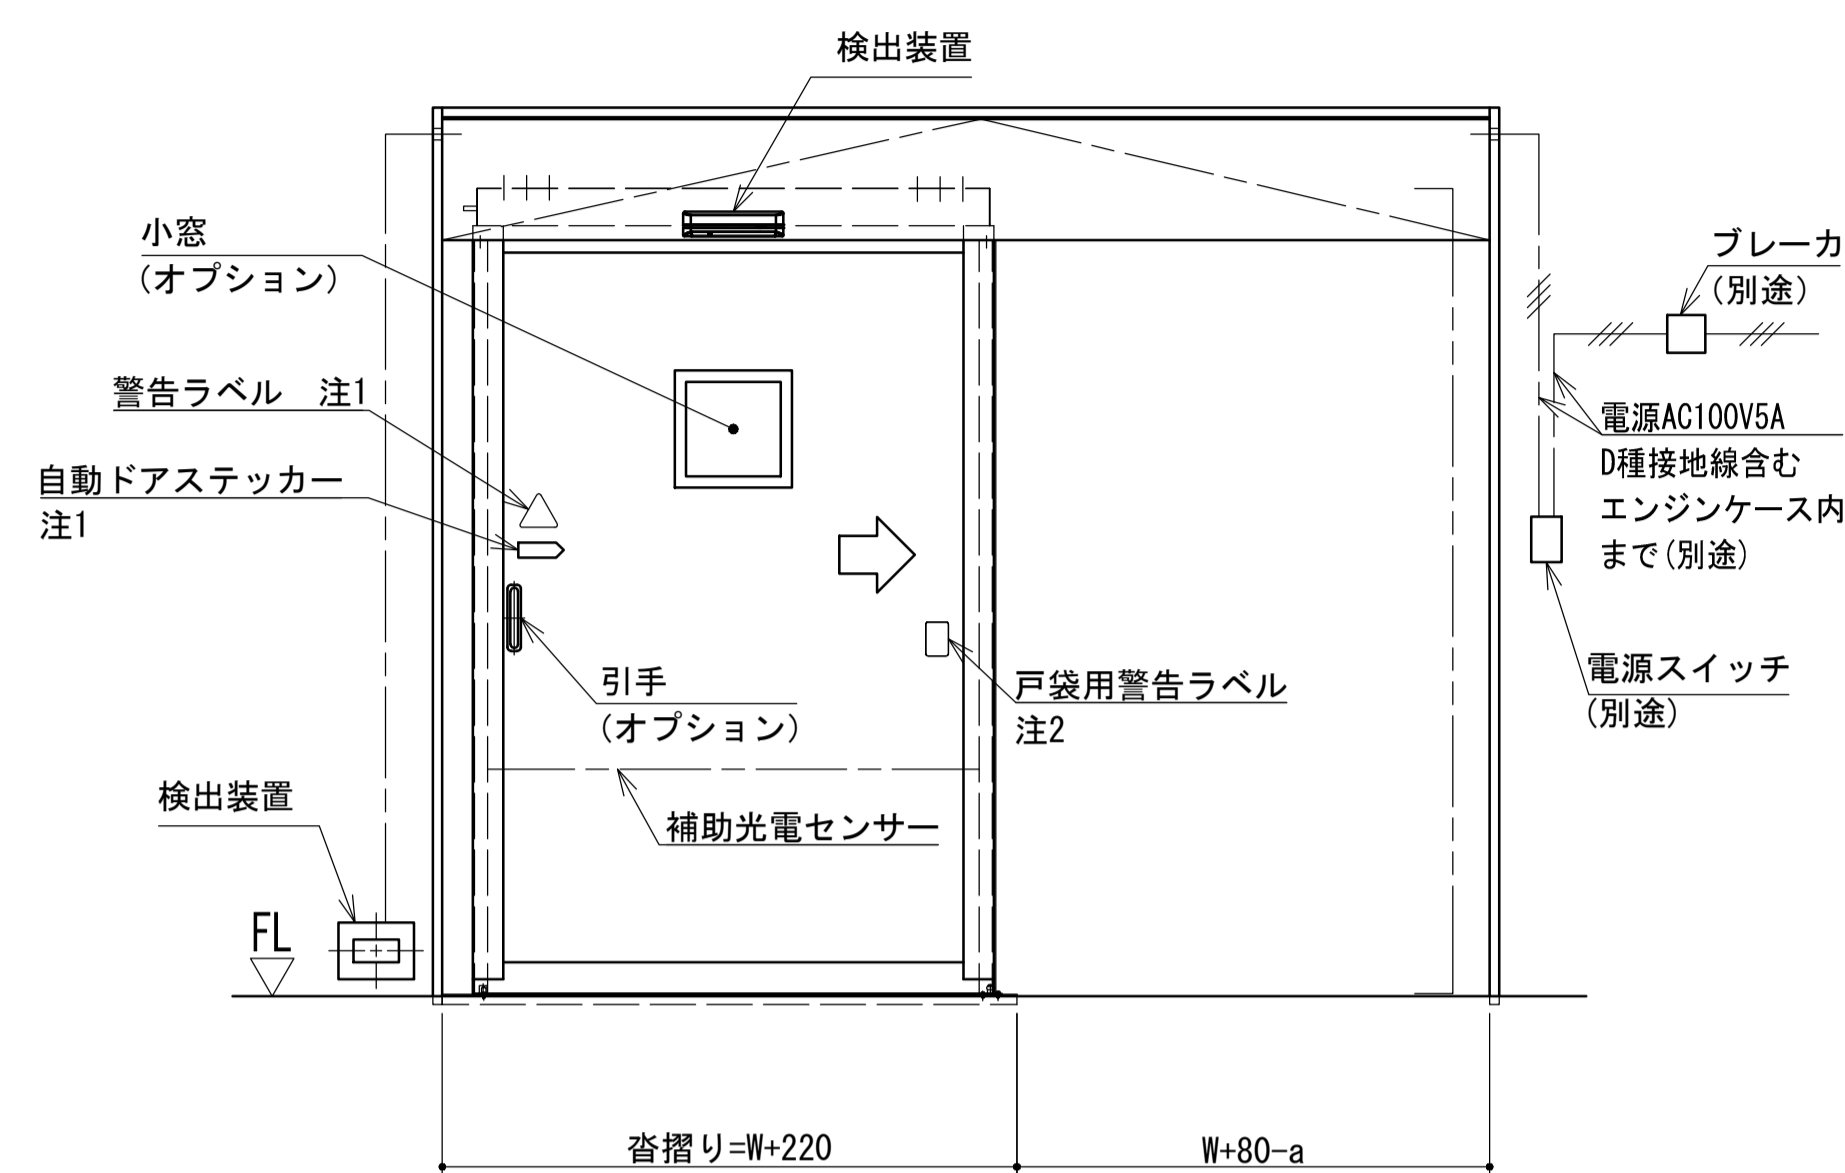 検出装置
小窓
(オプション)
ブレーカ
(別途)
警告ラベル　注1
電源AC100V5A
D種接地線含む
エンジンケース内
まで(別途)
自動ドアステッカー
注1
引手
(オプション)
戸袋用警告ラベル
注2
電源スイッチ
(別途)
検出装置
補助光電センサー
FL
沓摺り=W+220
W+80-a